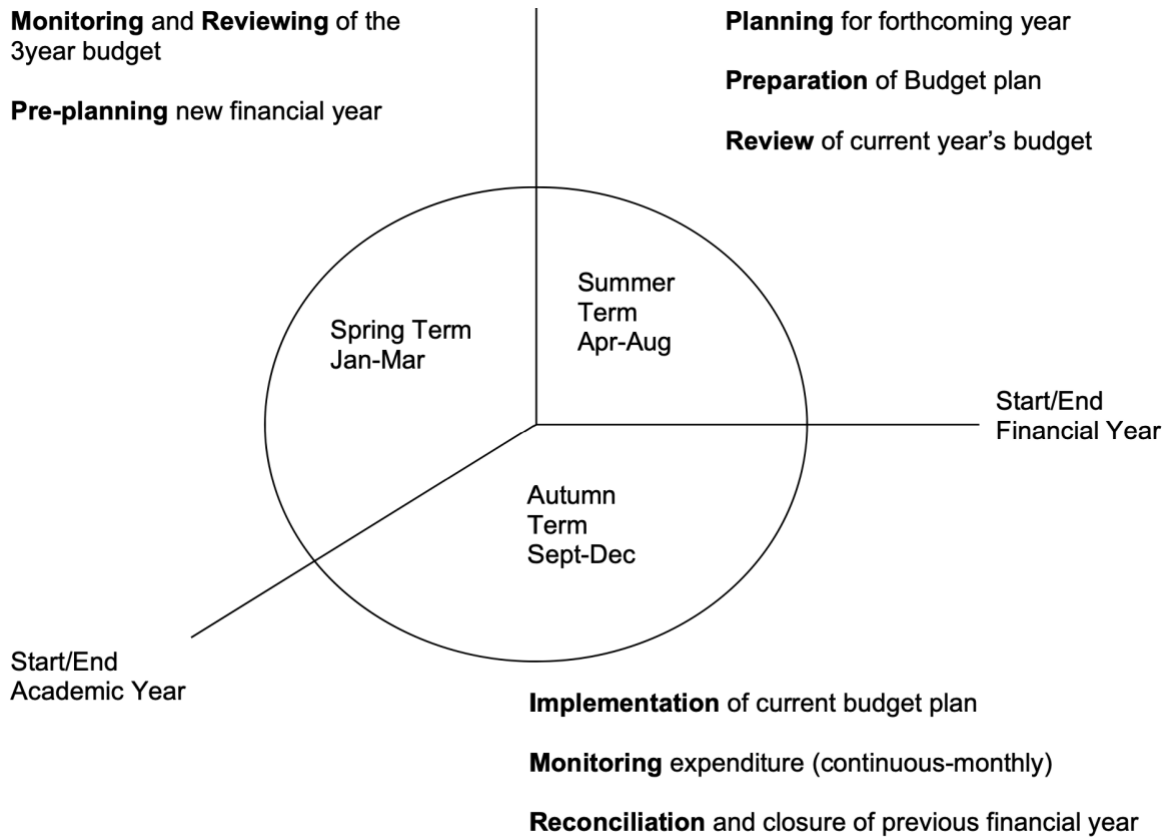 Monitoring and Reviewing of the
3year budget
Pre-planning new financial year
Planning for forthcoming year
Preparation of Budget plan
Review of current year’s budget
Spring Term
Jan-Mar
Summer
Term
Apr-Aug
Start/End
Financial Year
Autumn
Term
Sept-Dec
Start/End
Academic Year
Implementation of current budget plan
Monitoring expenditure (continuous-monthly)
Reconciliation and closure of previous financial year